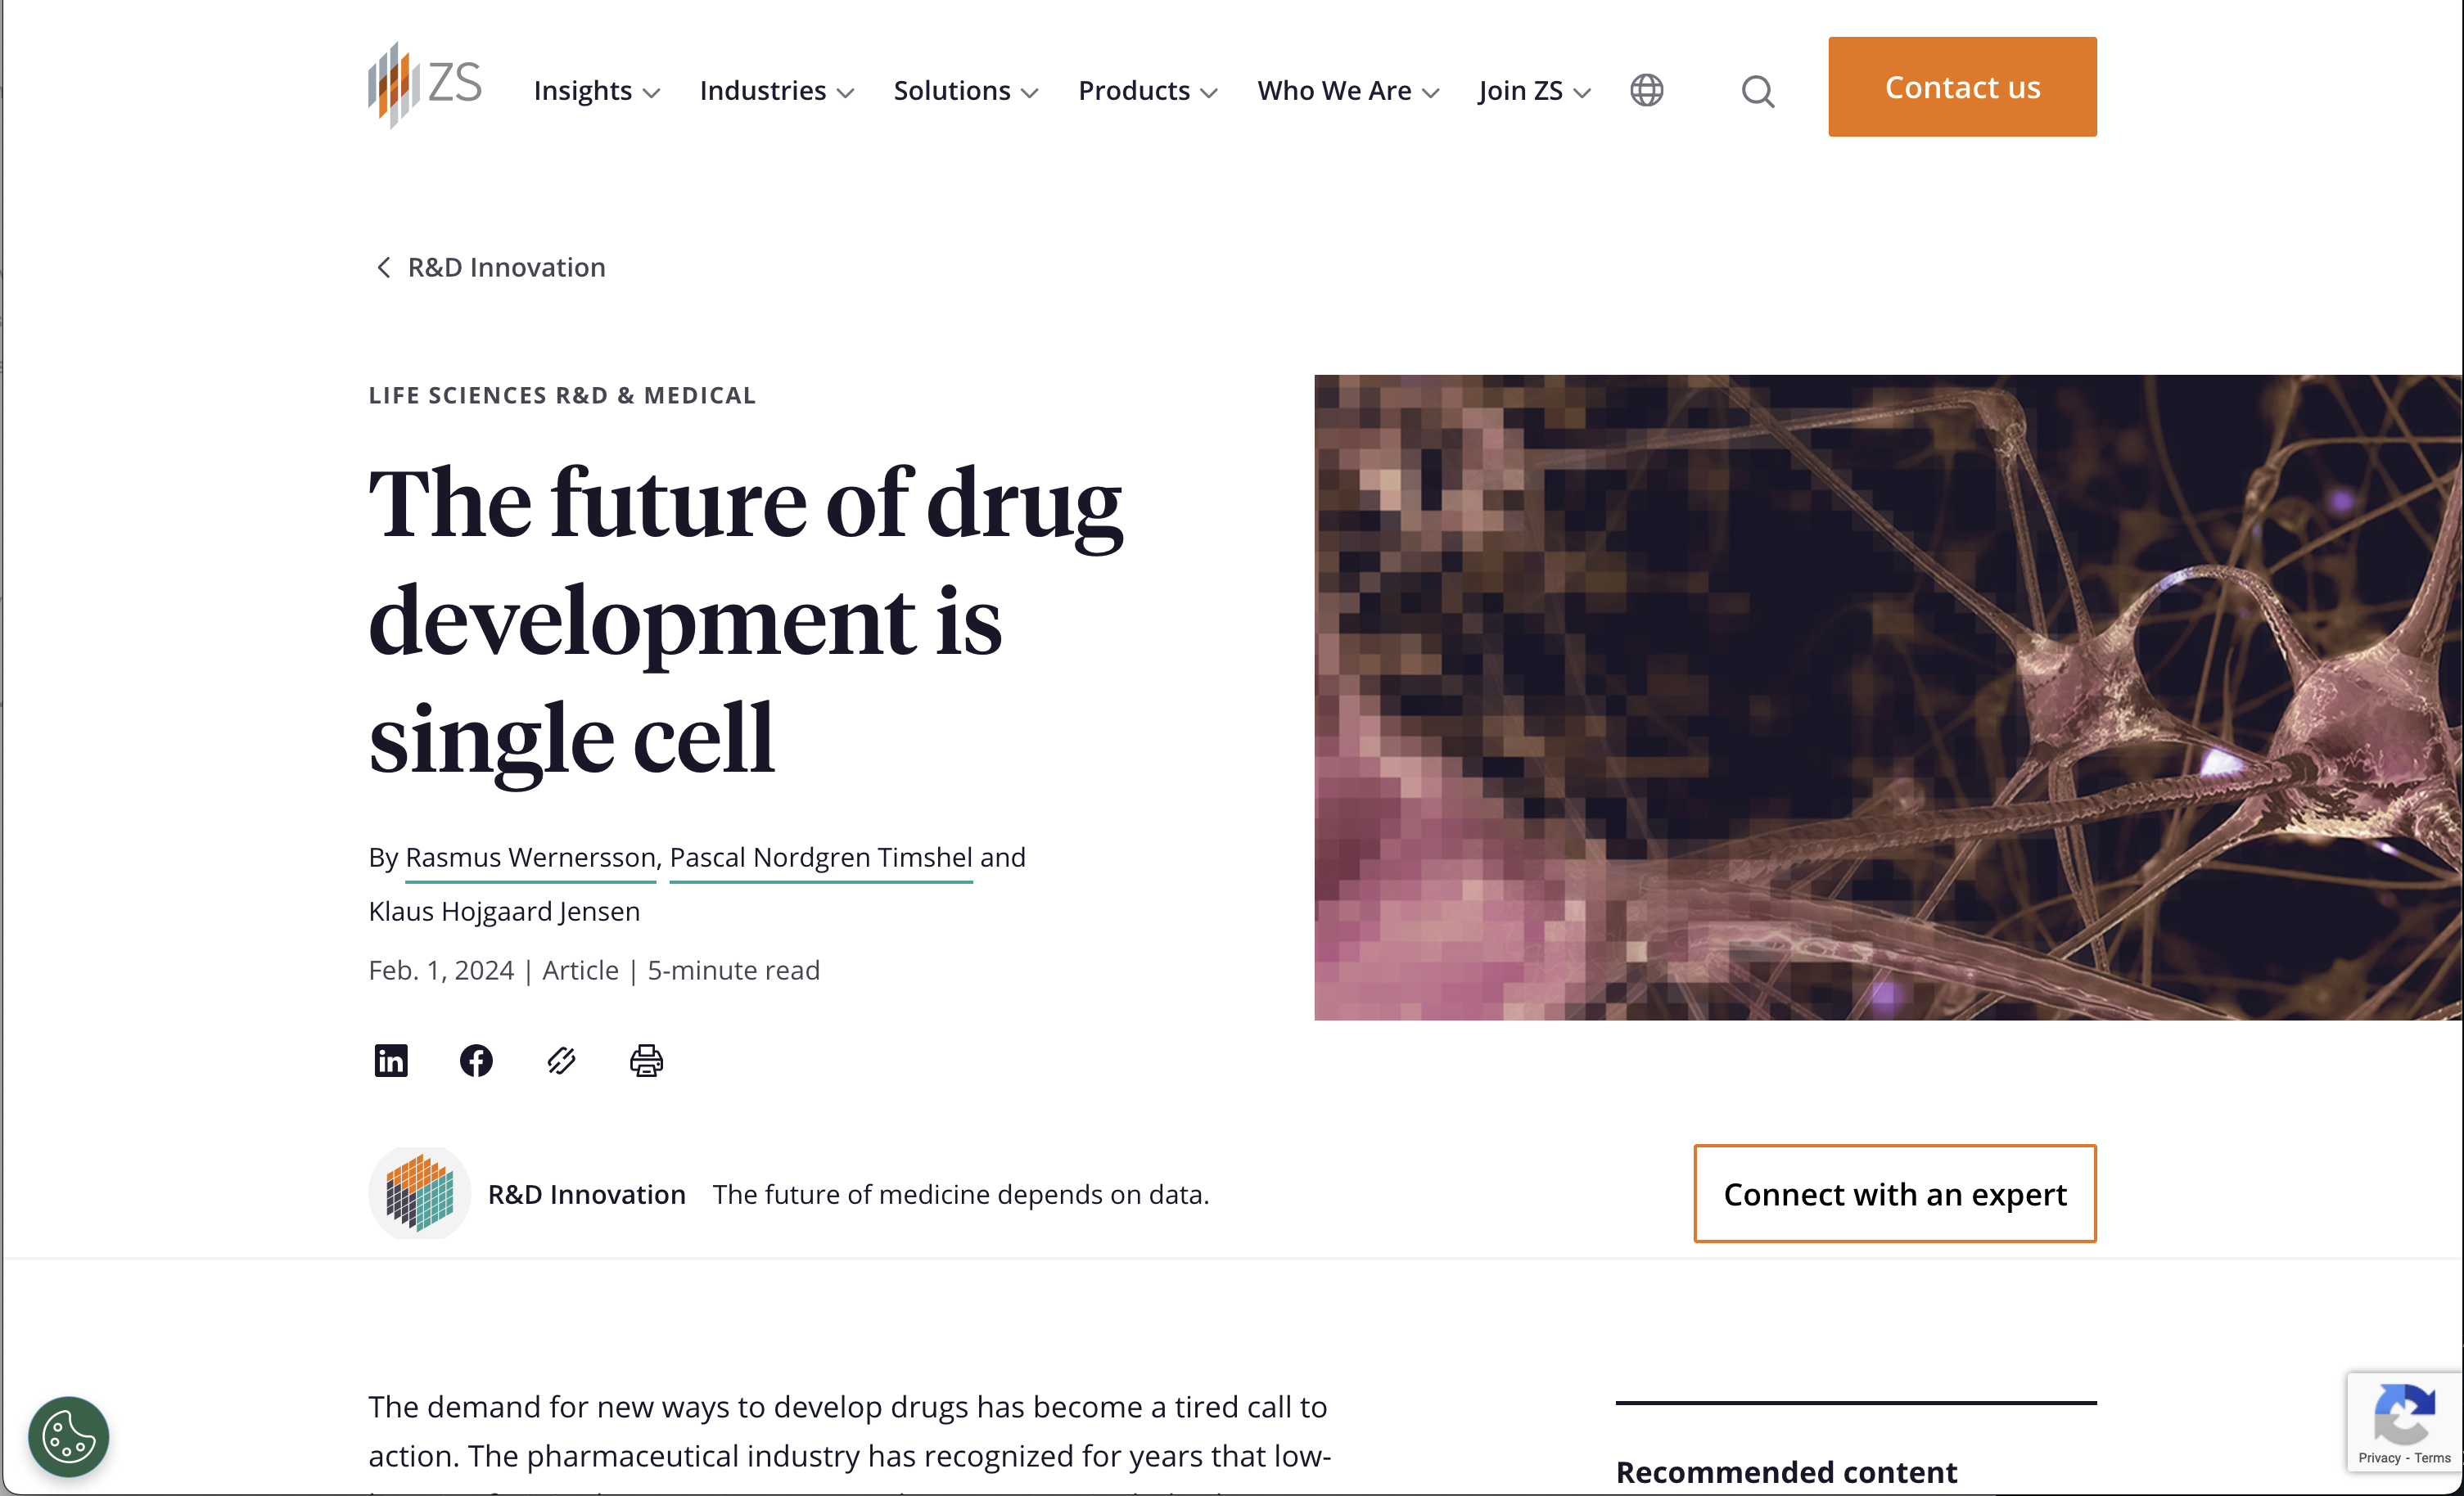 ZS
Insights
Industries
Solutions
Products
Who We Are
Join ZS
Contact us
R&D Innovation
LIFE SCIENCES R&D & MEDICAL
The future of drug
development is
single cell
By Rasmus Wernersson, Pascal Nordgren Timshel and
Klaus Hojgaard Jensen
Feb. 1, 2024 | Article | 5-minute read
R&D Innovation The future of medicine depends on data.
Connect with an expert
The demand for new ways to develop drugs has become a tired call to
action. The pharmaceutical industry has recognized for years that low-
Recommended content
Privacy - Terms